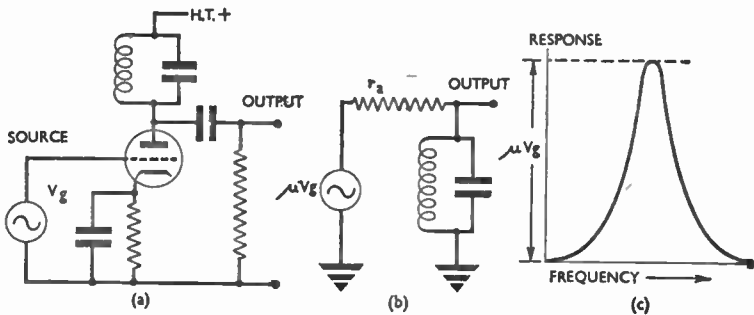 H.T.+
OUTPUT
SOURCE
Vg
(a)
ra
OUTPUT
μVg
(b)
RESPONSE
μVg
FREQUENCY
(c)